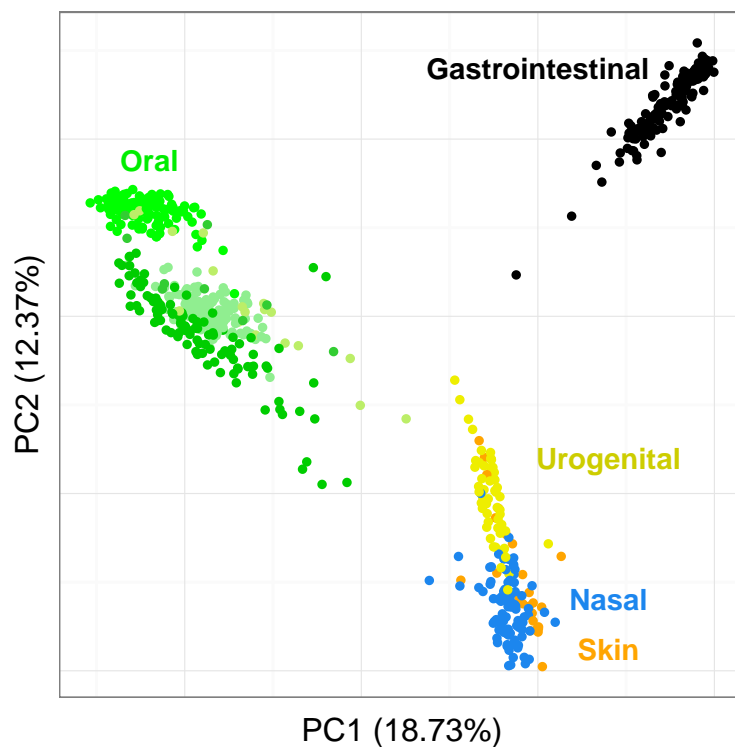 Gastrointestinal
Oral
PC2 (12.37%)
Urogenital
Nasal
Skin
PC1 (18.73%)